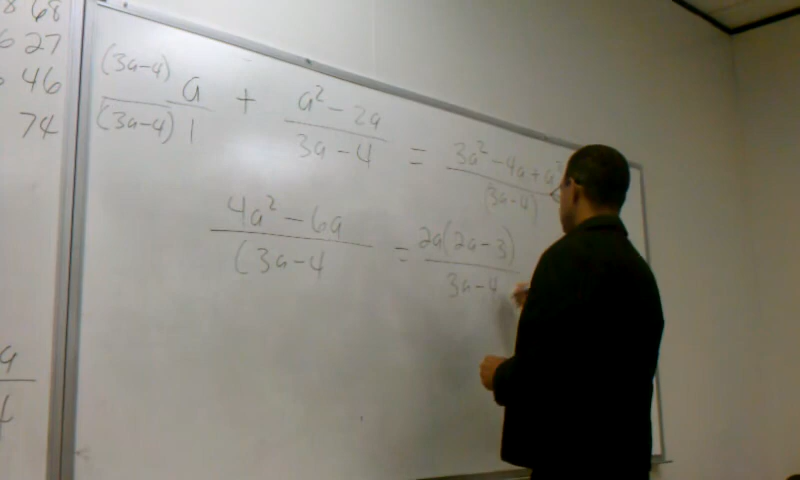 68
27
46
74
(3a-4) a + a² - 2a = 3a² - 4a + a²
(3a-4) 1 3a - 4 (3a-4)
4a² - 6a = 2a(2a-3)
(3a-4 3a-4